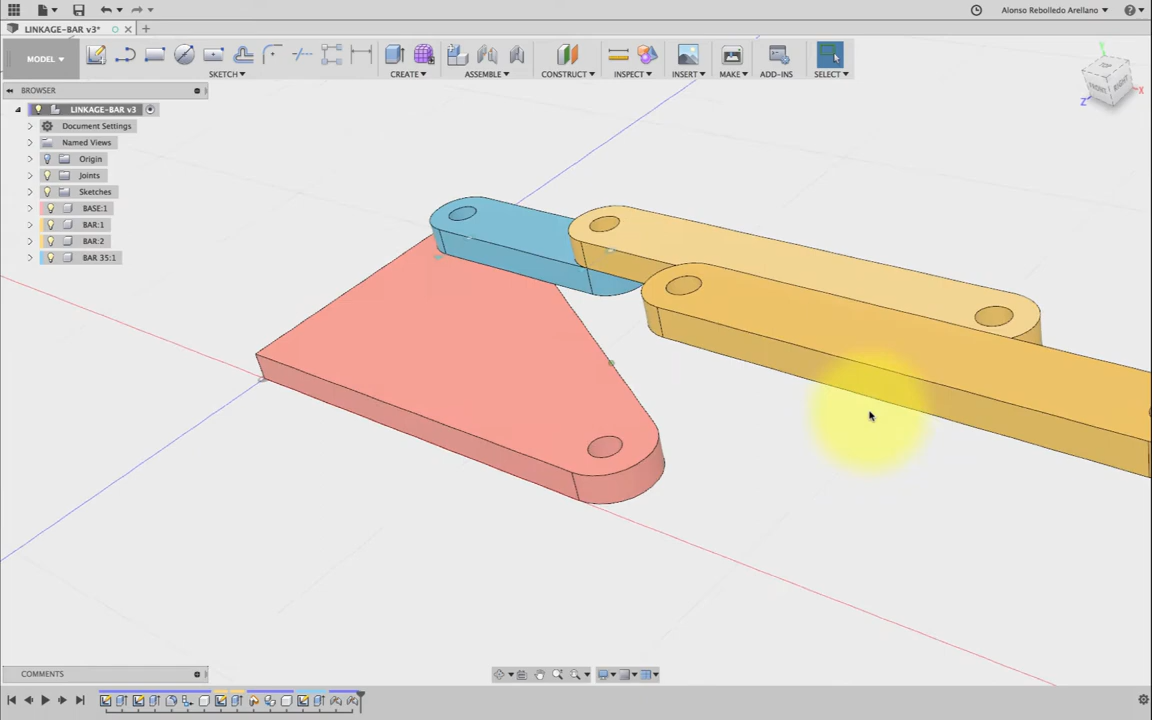 Alonso Rebolledo Arellano
LINKAGE-BAR v3*
MODEL
SKETCH
CREATE
ASSEMBLE
CONSTRUCT
INSPECT
INSERT
MAKE
ADD-INS
SELECT
BROWSER
LINKAGE-BAR v3
Document Settings
Named Views
Origin
Joints
Sketches
BASE:1
BAR:1
BAR:2
BAR 35:1
FRONT
RIGHT
X
Z
COMMENTS